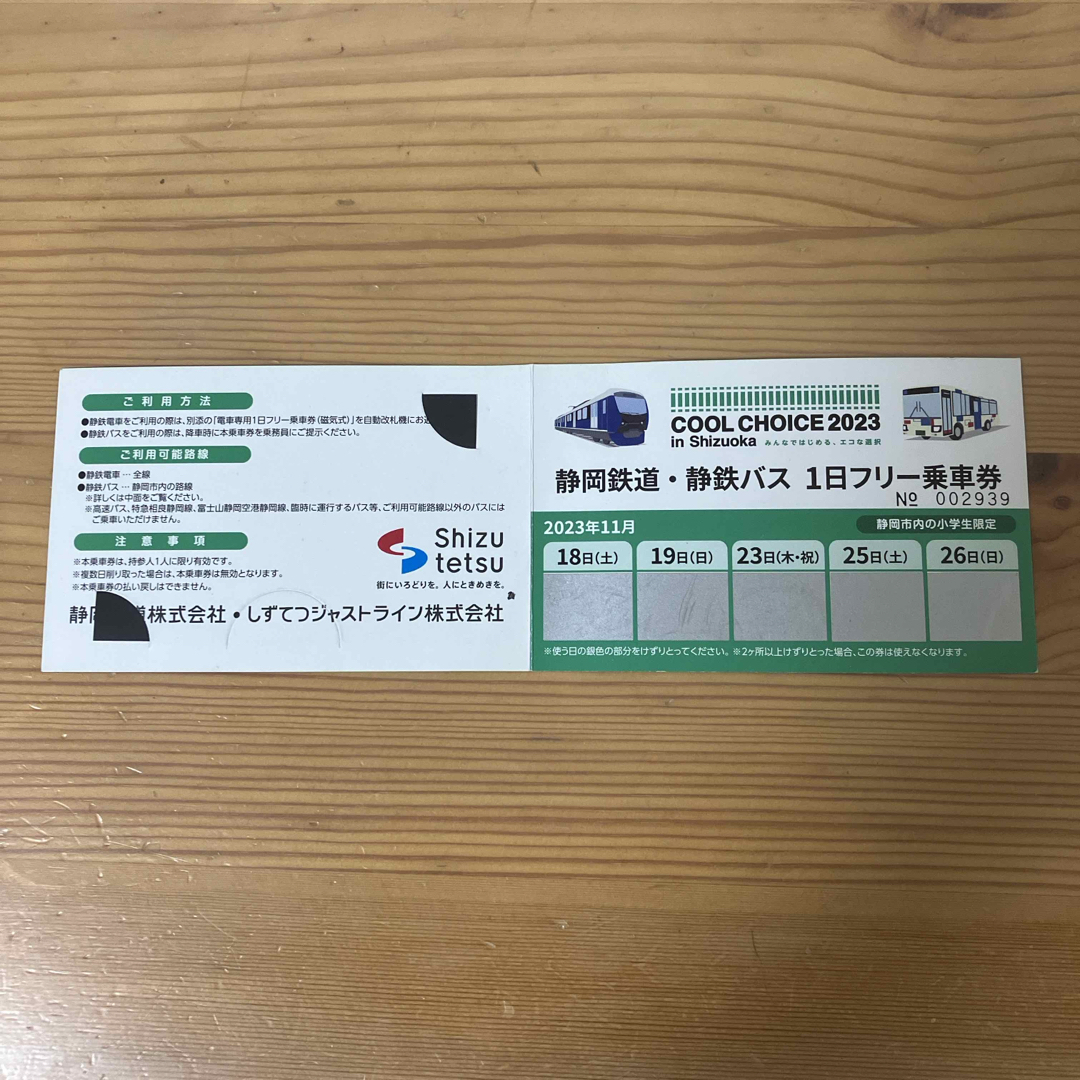 ご利用方法
●静鉄電車をご利用の際は、別添の「電車専用1日フリー乗車券(磁気式)」を自動改札機にお
●静鉄バスをご利用の際は、降車時に本乗車券を乗務員にご提示ください。
ご利用可能路線
●静鉄電車…全線
●静鉄バス…静岡市内の路線
※詳しくは中面をご覧ください。
※高速バス、特急相良静岡線、富士山静岡空港静岡線、臨時に運行するバス等、ご利用可能路線以外のバスには
ご乗車いただけません。
注意事項
※本乗車券は、持参人1人に限り有効です。
※複数日削り取った場合は、本乗車券は無効となります。
※本乗車券の払い戻しはできません。
Shizu
tetsu
街にいろどりを。人にときめきを。
静岡 道株式会社・しずてつジャストライン株式会社
COOL CHOICE 2023
in Shizuoka みんなではじめる、エコな選択
静岡鉄道・静鉄バス 1日フリー乗車券
№ 002939
2023年11月 静岡市内の小学生限定
18日(土) 19日(日) 23日(木・祝) 25日(土) 26日(日)
※使う日の銀色の部分をけずりとってください。※2ヶ所以上けずりとった場合、この券は使えなくなります。